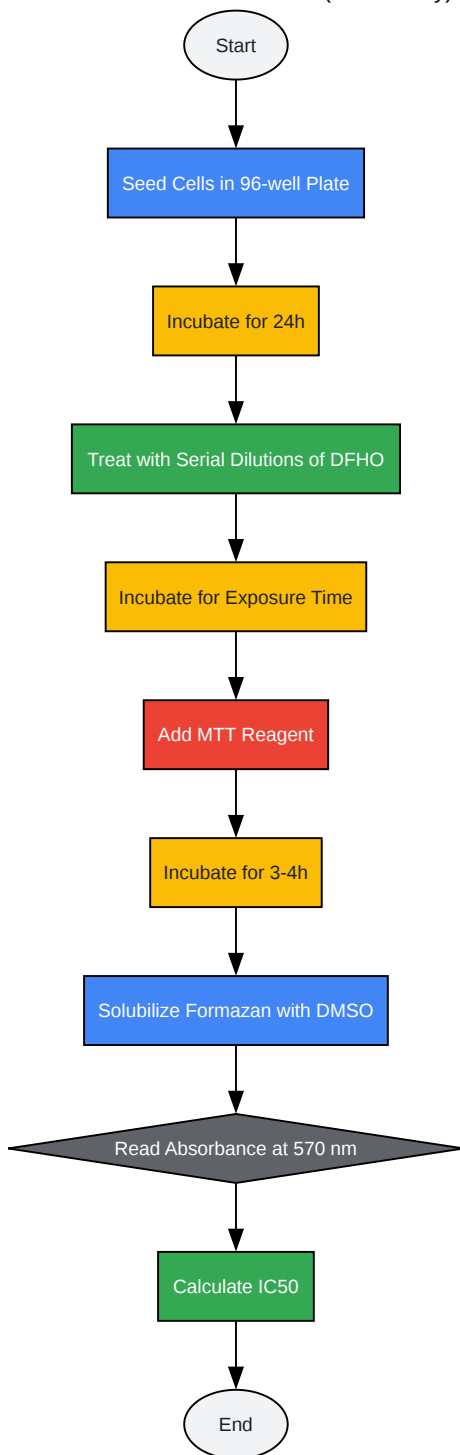 Start
Seed Cells in 96-well Plate
Incubate for 24h
Treat with Serial Dilutions of DFHO
Incubate for Exposure Time
Add MTT Reagent
Incubate for 3-4h
Solubilize Formazan with DMSO
Read Absorbance at 570 nm
Calculate IC50
End